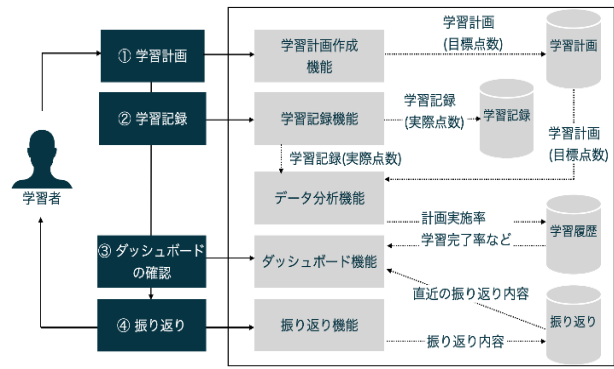 ① 学習計画
学習計画作成
機能
学習計画
(目標点数)
学習計画
② 学習記録
学習記録機能
学習記録
(実際点数)
学習記録
学習計画
(目標点数)
学習記録(実際点数)
学習者
データ分析機能
計画実施率
学習履歴
学習完了率など
③ ダッシュボード
の確認
ダッシュボード機能
直近の振り返り内容
④ 振り返り
振り返り機能
振り返り内容
振り返り